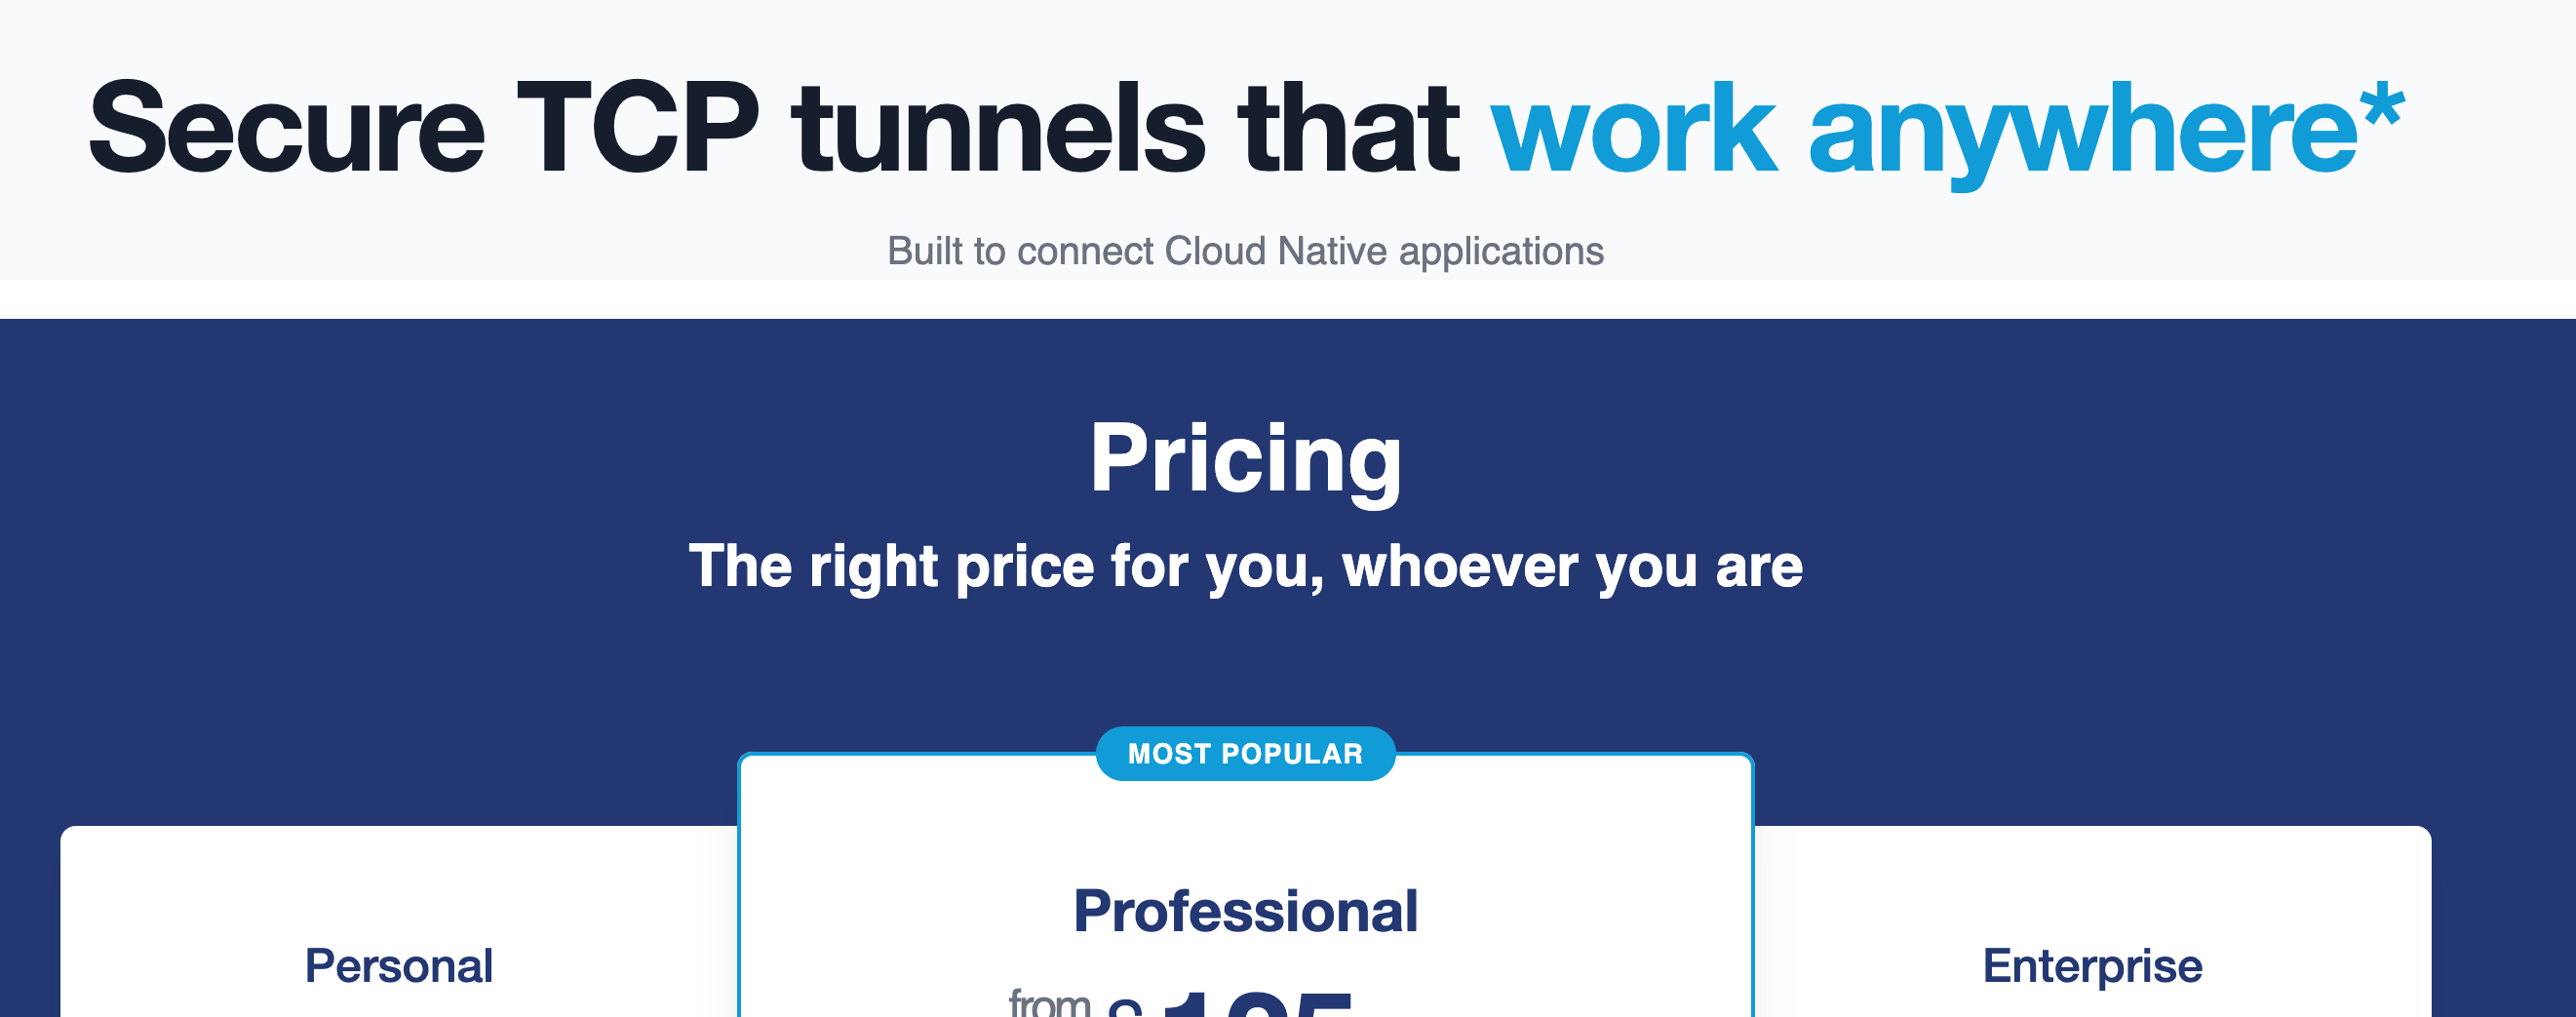 Secure TCP tunnels that work anywhere*
Built to connect Cloud Native applications
Pricing
The right price for you, whoever you are
MOST POPULAR
Professional
Personal
Enterprise
from